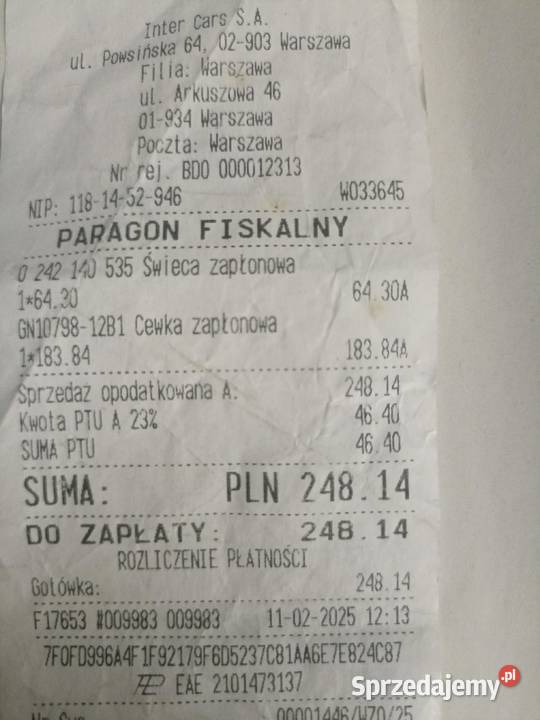 Inter Cars S.A.
ul. Powsińska 64, 02-903 Warszawa
Filia: Warszawa
ul. Arkuszowa 46
01-934 Warszawa
Poczta: Warszawa
Nr rej. BDO 000012313
NIP: 118-14-52-946 W033645
PARAGON FISKALNY
0 242 140 535 Świeca zapłonowa
1*64.30 64.30A
GN10798-12B1 Cewka zapłonowa
1*183.84 183.84A
Sprzedaż opodatkowana A: 248.14
Kwota PTU A 23% 46.40
SUMA PTU 46.40
SUMA: PLN 248.14
DO ZAPŁATY: 248.14
ROZLICZENIE PŁATNOŚCI
Gotówka: 248.14
F17653 #009983 009983 11-02-2025 12:13
7F0FD996A4F1F92179F6D5237C81AA6E7E824C87
EAE 2101473137
00001446/W70/25
Sprzedajemy.pl